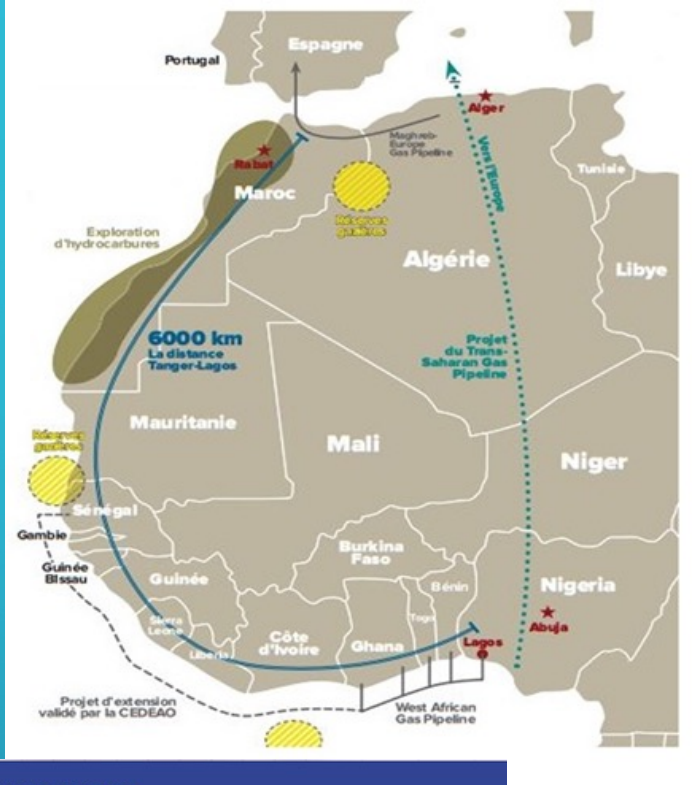 Espagne
Portugal
Alger
Maghreb-
Europe
Gas Pipeline
Vers l'Europe
Rabat
Maroc
Tunisie
Réserves
gazières
Exploration
d'hydrocarbures
Algérie
Libye
6000 km
La distance
Tanger-Lagos
Projet
du Trans-
Saharan Gas
Pipeline
Mauritanie
Mali
Niger
Réserves
gazières
Sénégal
Gambie
Guinée
Bissau
Burkina
Faso
Guinée
Bénin
Nigeria
Togo
Abuja
Sierra
Leone
Côte
d'Ivoire
Ghana
Lagos
Liberia
Projet d'extension
validé par la CEDEAO
West African
Gas Pipeline